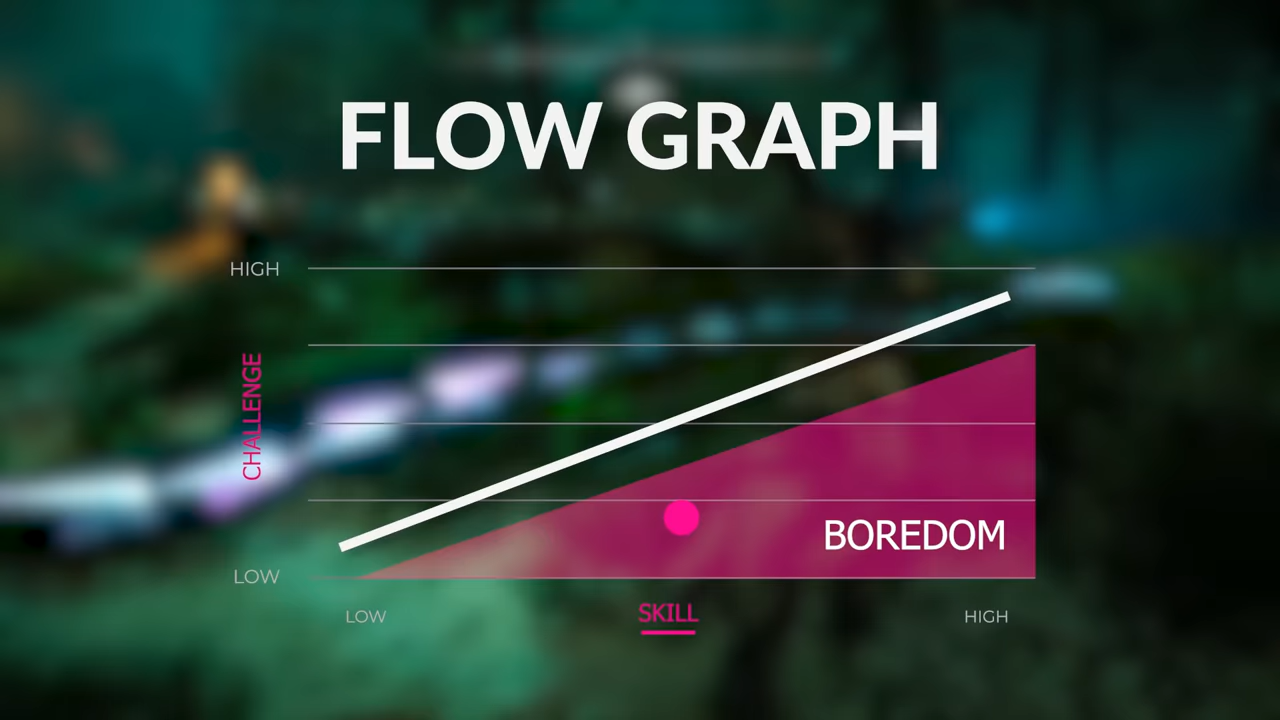 FLOW GRAPH
HIGH
CHALLENGE
BOREDOM
LOW
LOW
SKILL
HIGH